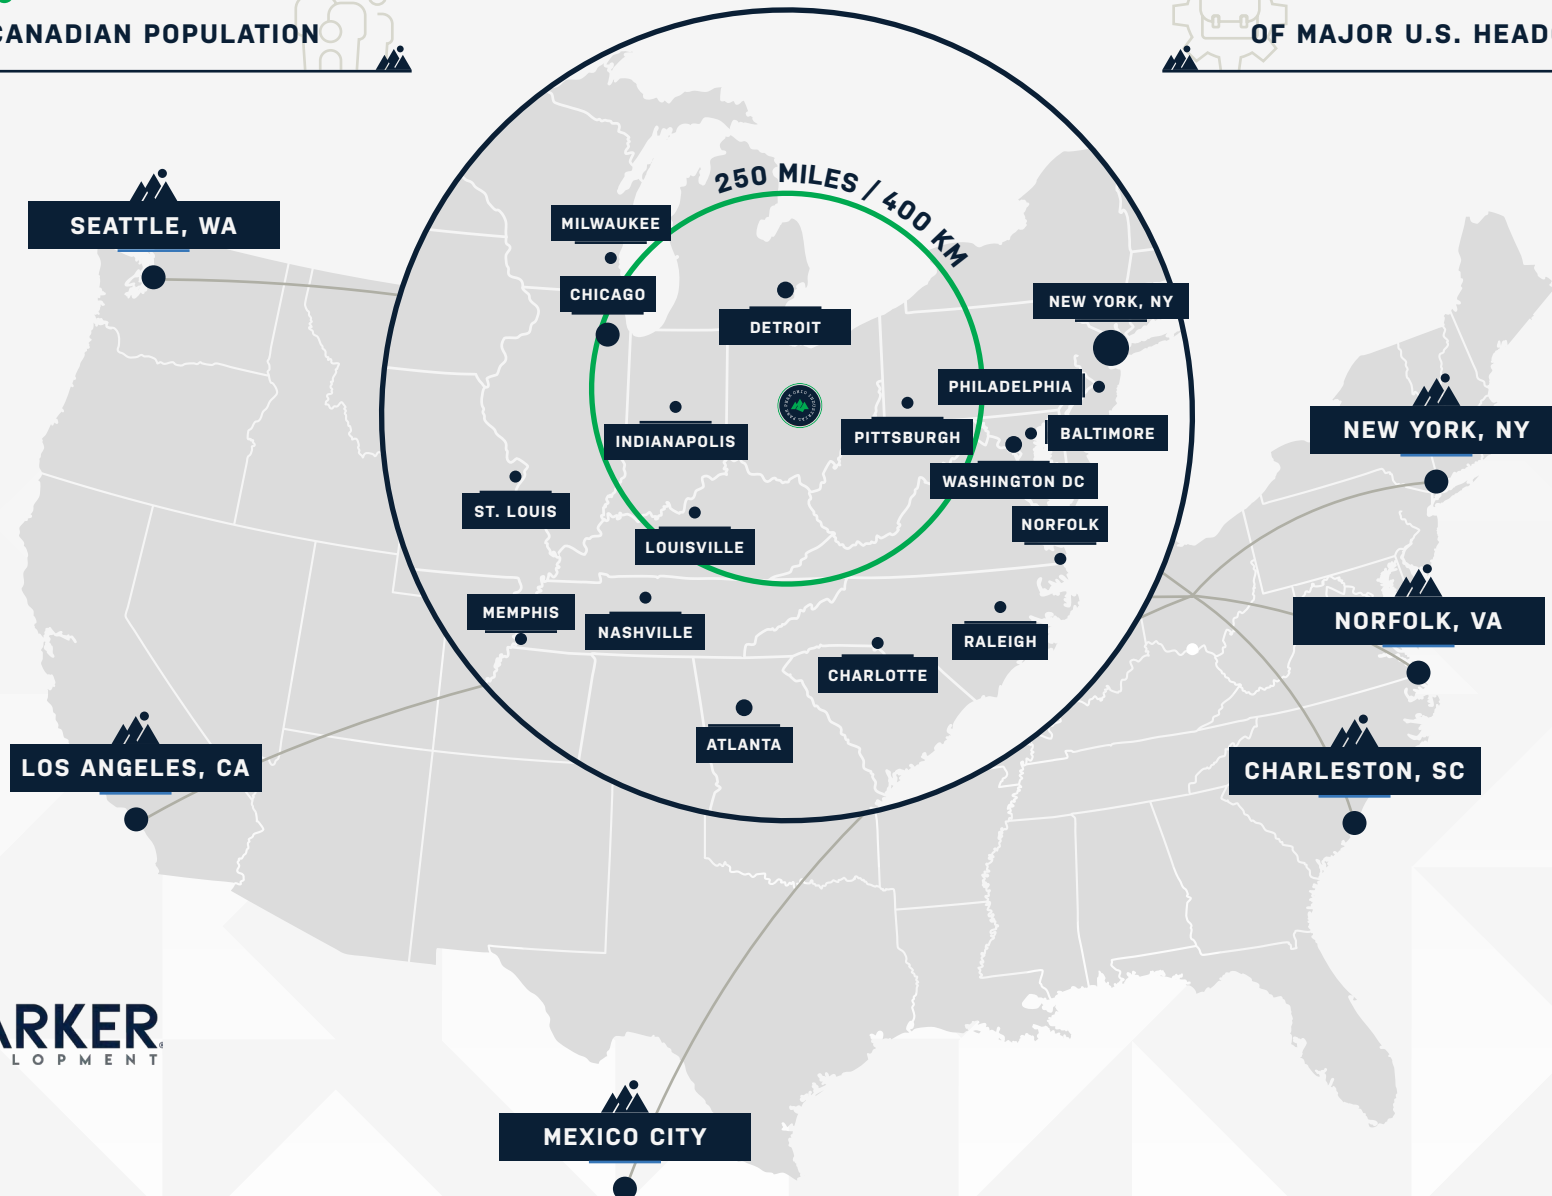 CANADIAN POPULATION
OF MAJOR U.S. HEAD
250 MILES / 400 KM
SEATTLE, WA
MILWAUKEE
CHICAGO
DETROIT
NEW YORK, NY
PHILADELPHIA
INDIANAPOLIS
PITTSBURGH
BALTIMORE
NEW YORK, NY
WASHINGTON DC
ST. LOUIS
NORFOLK
LOUISVILLE
MEMPHIS
NASHVILLE
RALEIGH
NORFOLK, VA
CHARLOTTE
ATLANTA
LOS ANGELES, CA
CHARLESTON, SC
ARKER
LOPMENT
MEXICO CITY